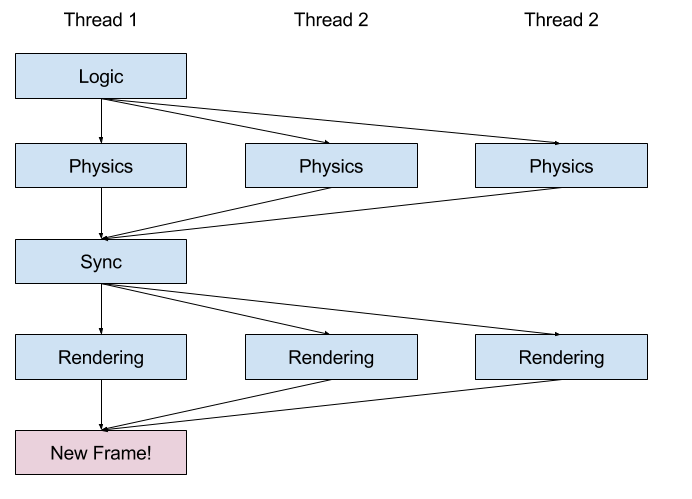 Thread 1
Thread 2
Thread 2
Logic
Physics
Physics
Physics
Sync
Rendering
Rendering
Rendering
New Frame!